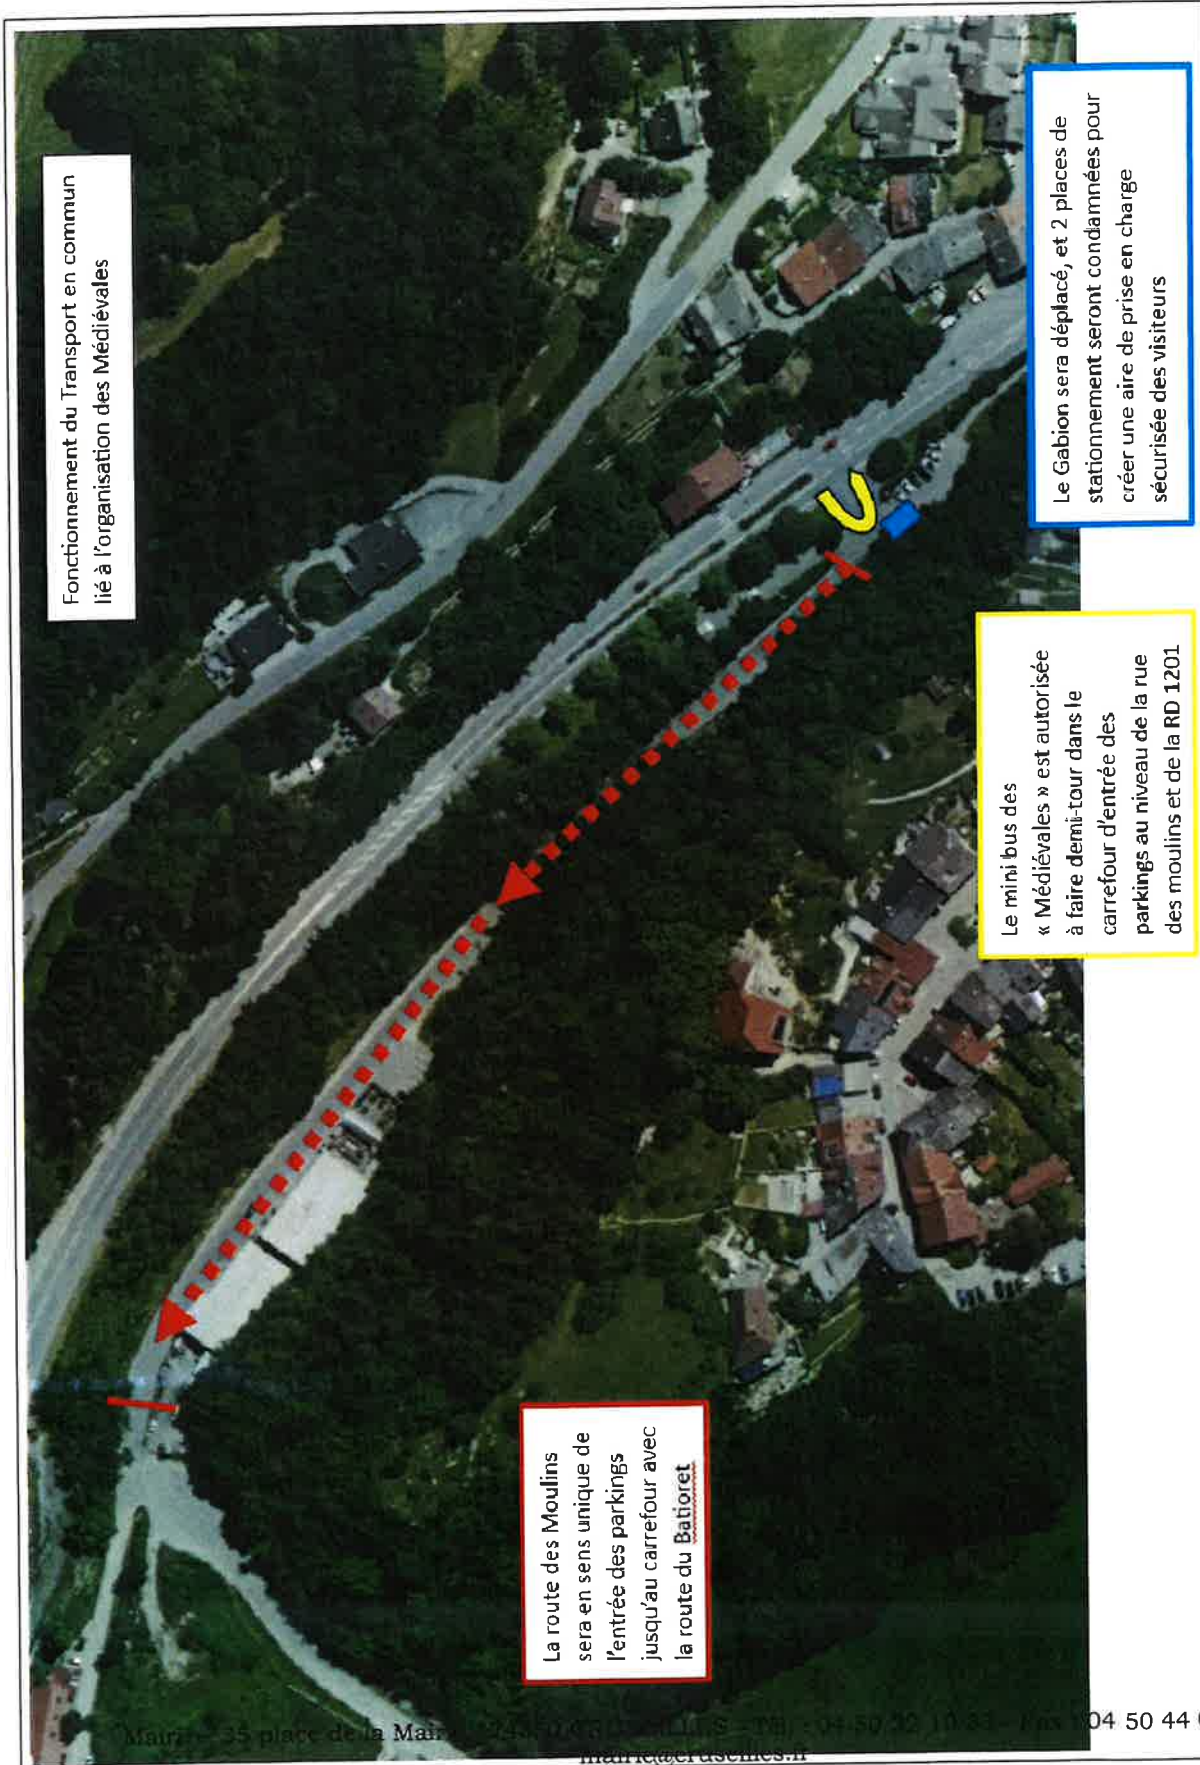 Fonctionnement du Transport en commun
lié à l'organisation des Médiévales
Le Gabion sera déplacé, et 2 places de
stationnement seront condamnées pour
créer une aire de prise en charge
sécurisée des visiteurs
Le mini bus des
« Médiévales » est autorisée
à faire demi-tour dans le
carrefour d'entrée des
parkings au niveau de la rue
des moulins et de la RD 1201
La route des Moulins
sera en sens unique de
l'entrée des parkings
jusqu'au carrefour avec
la route du Batioret
Mairie - 35 place de la Mairie
04 50 44
mairie@cruseilles.fr